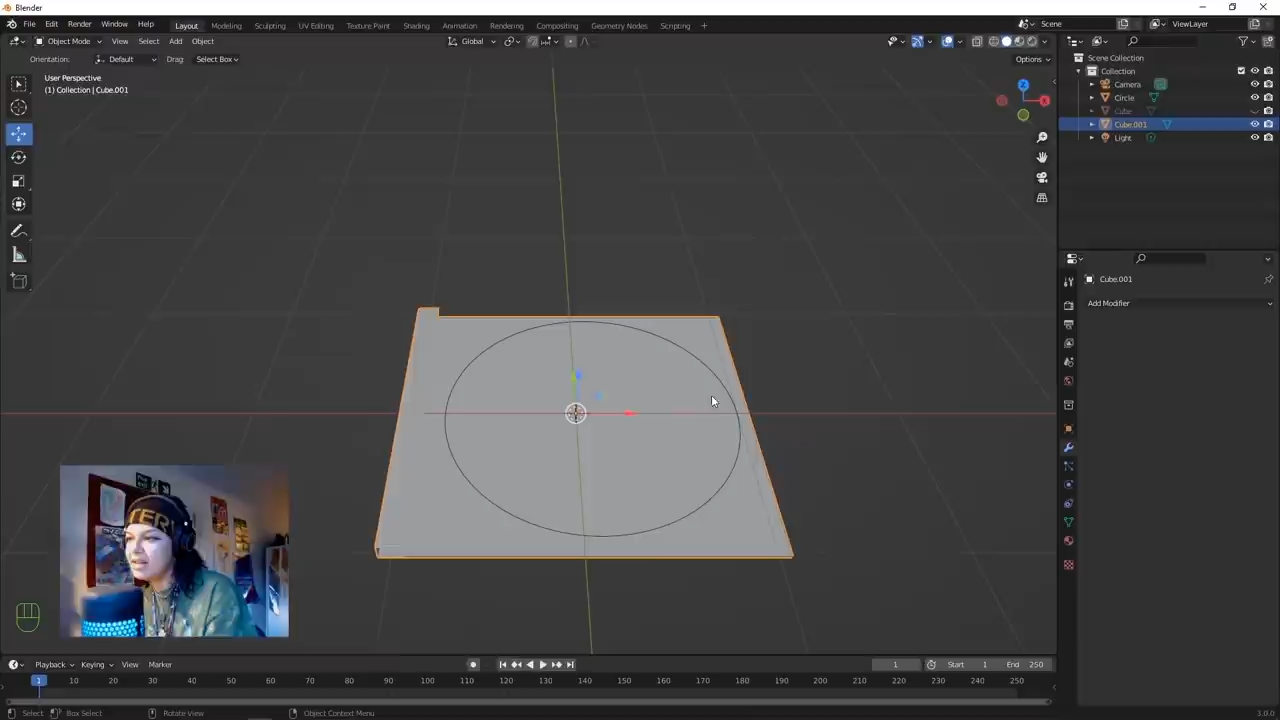 Blender
File Edit Render Window Help Layout Modeling Sculpting UV Editing Texture Paint Shading Animation Rendering Compositing Geometry Nodes Scripting + Scene ViewLayer
Object Mode View Select Add Object Global
Orientation: Default Drag: Select Box Options
User Perspective
(1) Collection | Cube.001
Z
X
Scene Collection
Collection
Camera
Circle
Cube
Cube.001
Light
Cube.001
Add Modifier
TER
Playback Keying View Marker 1 Start 1 End 250
1 10 20 30 40 50 60 70 80 90 100 110 120 130 140 150 160 170 180 190 200 210 220 230 240 250
Select Box Select Rotate View Object Context Menu 3.0.0